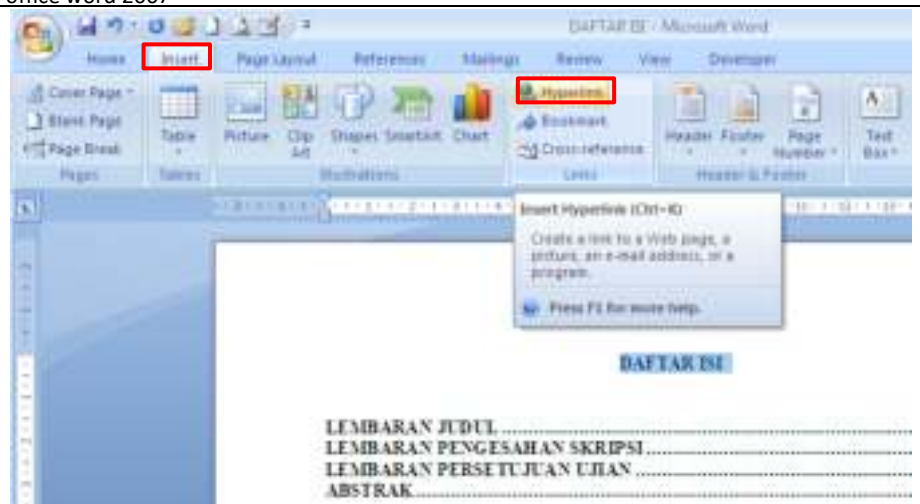 office word 2007
DAFTAR ISI - Microsoft Word
Home Insert Page Layout References Mailings Review View Developer
Cover Page
Blank Page
Page Break
Table
Picture
Clip Art
Shapes
SmartArt
Chart
Hyperlink
Bookmark
Cross-reference
Header
Footer
Page Number
Text Box
Pages Tables Illustrations Links Header & Footer
Insert Hyperlink (Ctrl+K)
Create a link to a Web page, a
picture, an e-mail address, or a
program.
Press F1 for more help.
DAFTAR ISI
LEMBARAN JUDUL
LEMBARAN PENGESAHAN SKRIPSI
LEMBARAN PERSETUJUAN UJIAN
ABSTRAK